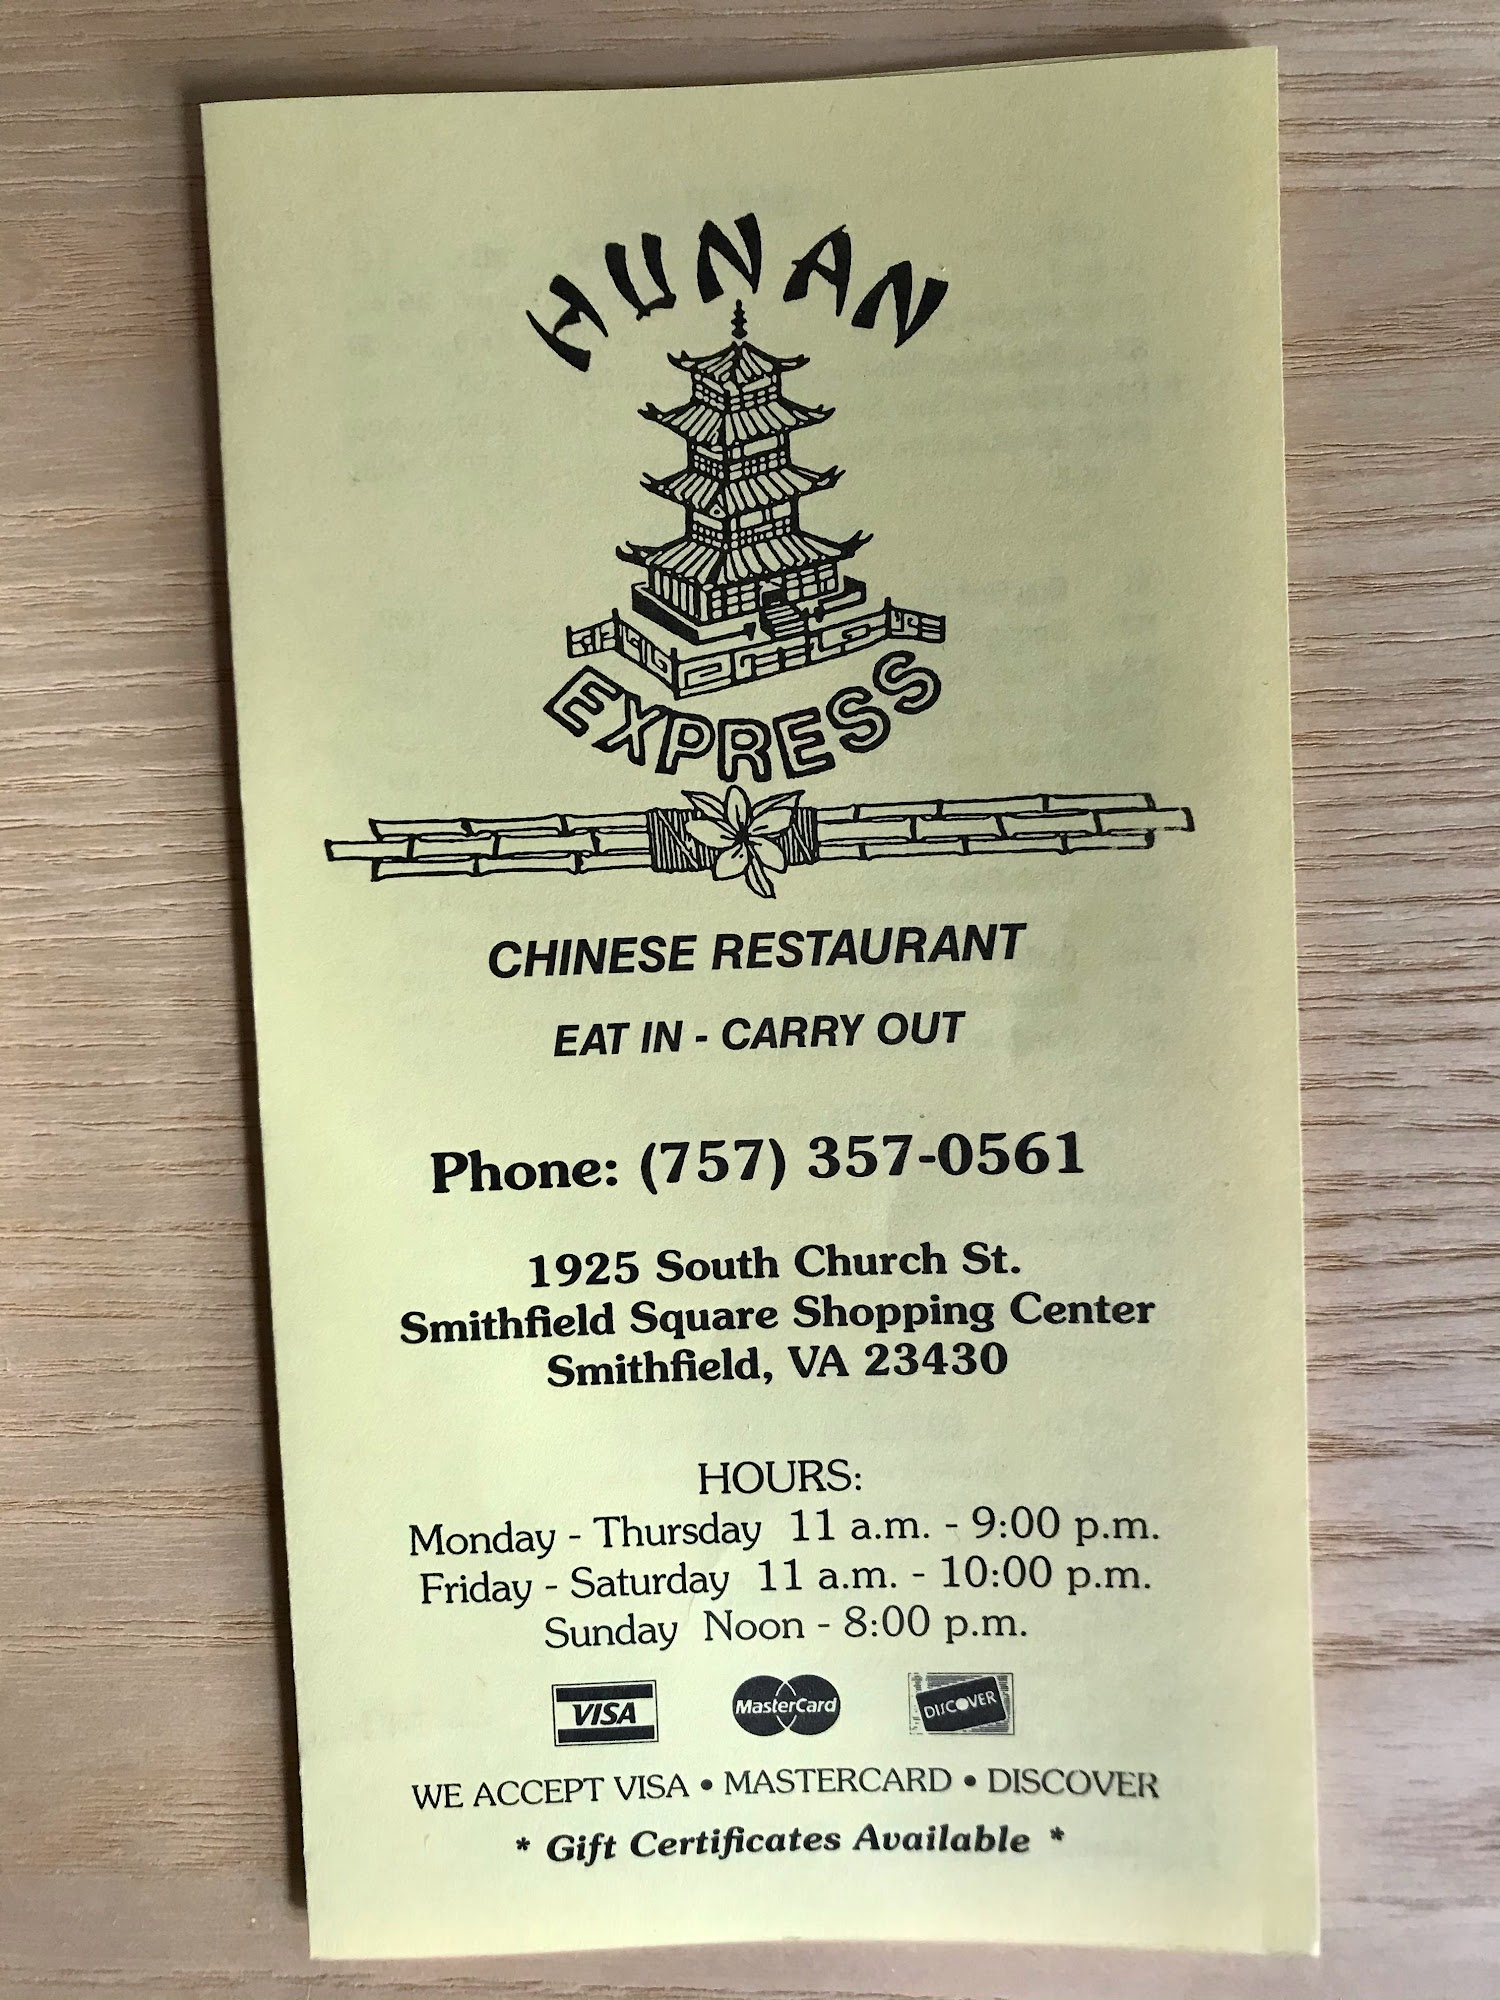 HUNAN
EXPRESS
CHINESE RESTAURANT
EAT IN - CARRY OUT
Phone: (757) 357-0561
1925 South Church St.
Smithfield Square Shopping Center
Smithfield, VA 23430
HOURS:
Monday - Thursday 11 a.m. - 9:00 p.m.
Friday - Saturday 11 a.m. - 10:00 p.m.
Sunday Noon - 8:00 p.m.
VISA MasterCard DISCOVER
WE ACCEPT VISA • MASTERCARD • DISCOVER
* Gift Certificates Available *